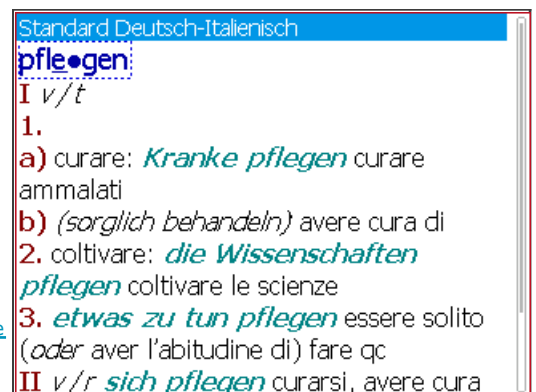 Standard Deutsch-Italienisch
pfle●gen
I v/t
1.
a) curare: Kranke pflegen curare
ammalati
b) (sorglich behandeln) avere cura di
2. coltivare: die Wissenschaften
pflegen coltivare le scienze
3. etwas zu tun pflegen essere solito
(oder aver l'abitudine di) fare qc
II v/r sich pflegen curarsi, avere cura